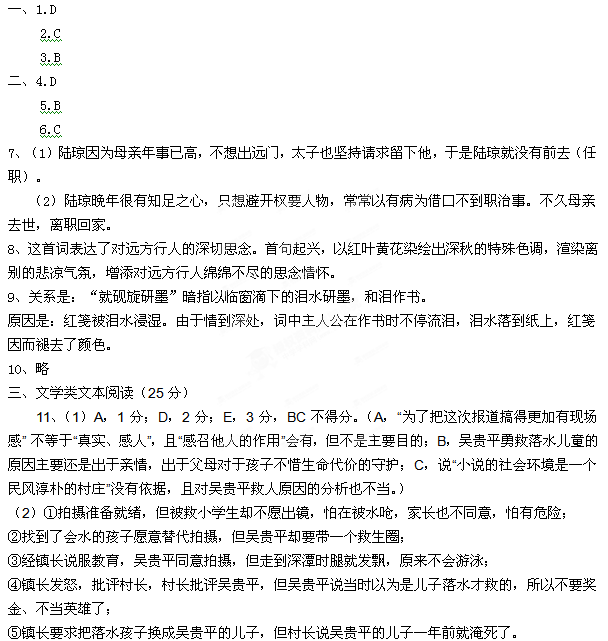 一、1.D
2.C
3.B
二、4.D
5.B
6.C
7、（1）陆琼因为母亲年事已高，不想出远门，太子也坚持请求留下他，于是陆琼就没有前去（任
职）。
（2）陆琼晚年很有知足之心，只想避开权要人物，常常以有病为借口不到职治事。不久母亲
去世，离职回家。
8、这首词表达了对远方行人的深切思念。首句起兴，以红叶黄花染绘出深秋的特殊色调，渲染离
别的悲凉气氛，增添对远方行人绵绵不尽的思念情怀。
9、关系是：“就砚旋研墨”暗指以临窗滴下的泪水研墨，和泪作书。
原因是：红笺被泪水浸湿。由于情到深处，词中主人公在作书时不停流泪，泪水落到纸上，红笺
因而褪去了颜色。
10、略
三、文学类文本阅读（25分）
11、（1）A，1分；D，2分；E，3分，BC不得分。（A，“为了把这次报道搞得更加有现场
感” 不等于“真实、感人”，且“感召他人的作用”会有，但不是主要目的；B，吴贵平勇救落水儿童的
原因主要还是出于亲情，出于父母对于孩子不惜生命代价的守护；C，说“小说的社会环境是一个
民风淳朴的村庄”没有依据，且对吴贵平救人原因的分析也不当。）
（2）①拍摄准备就绪，但被救小学生却不愿出镜，怕在被水呛，家长也不同意，怕有危险；
②找到了会水的孩子愿意替代拍摄，但吴贵平却要带一个救生圈；
③经镇长说服教育，吴贵平同意拍摄，但走到深潭时腿就发飘，原来不会游泳；
④镇长发怒，批评村长，村长批评吴贵平，但吴贵平说当时以为是儿子落水才救的，所以不要奖
金、不当英雄了；
⑤镇长要求把落水孩子换成吴贵平的儿子，但村长说吴贵平的儿子一年前就淹死了。